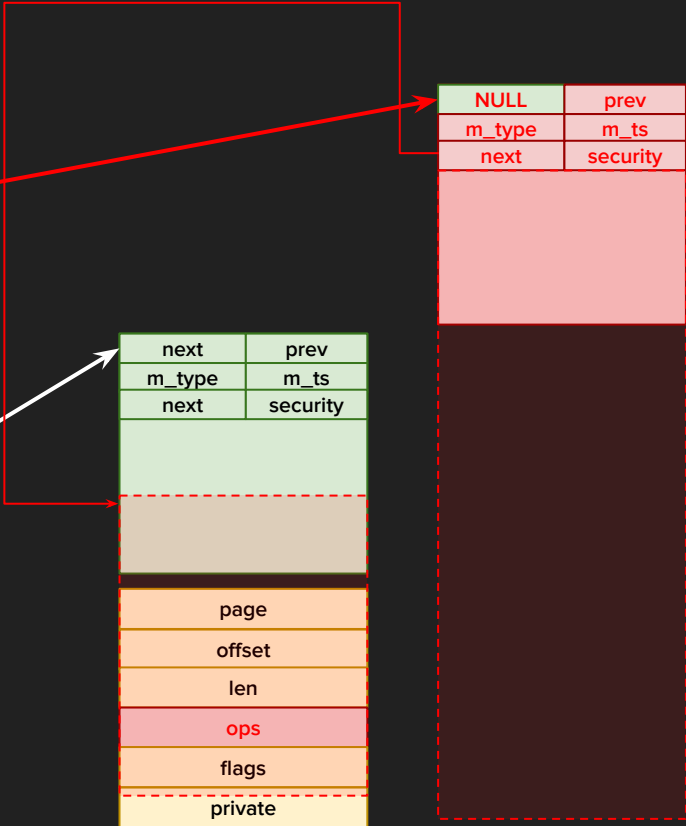 NULL prev
m_type m_ts
next security
next prev
m_type m_ts
next security
page
offset
len
ops
flags
private